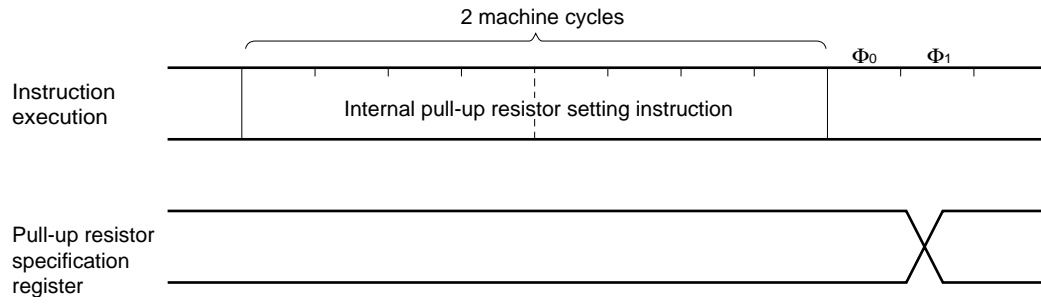 2 machine cycles
Φ0 Φ1
Instruction
execution
Internal pull-up resistor setting instruction
Pull-up resistor
specification
register